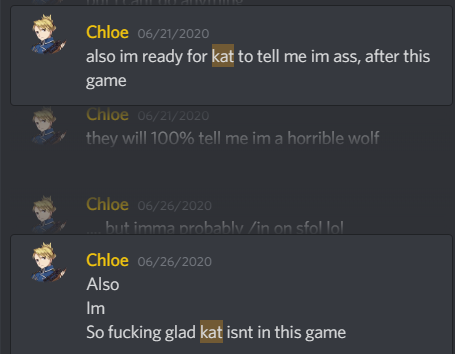 Chloe 06/21/2020
also im ready for kat to tell me im ass, after this
game
Chloe 06/21/2020
they will 100% tell me im a horrible wolf
Chloe 06/26/2020
.... but imma probably /in on sfol lol
Chloe 06/26/2020
Also
Im
So fucking glad kat isnt in this game